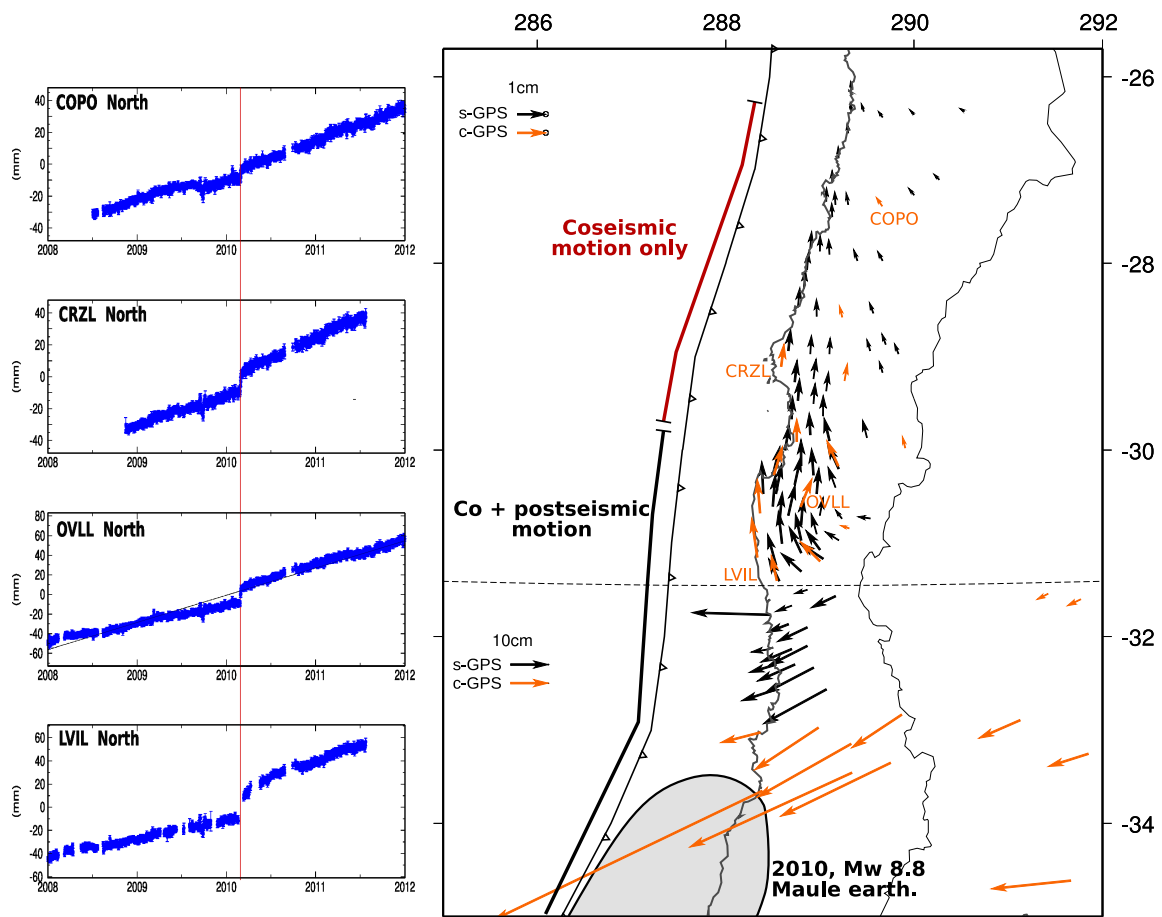 286 288 290 292
COPO North
(mm)
40
20
0
-20
-40
2008 2009 2010 2011 2012
CRZL North
(mm)
40
20
0
-20
-40
2008 2009 2010 2011 2012
OVLL North
(mm)
80
60
40
20
0
-20
-40
-60
2008 2009 2010 2011 2012
LVIL North
(mm)
60
40
20
0
-20
-40
-60
2008 2009 2010 2011 2012
1cm
s-GPS
c-GPS
Coseismic
motion only
COPO
CRZL
Co + postseismic
motion
OVLL
LVIL
10cm
s-GPS
c-GPS
2010, Mw 8.8
Maule earth.
-26
-28
-30
-32
-34